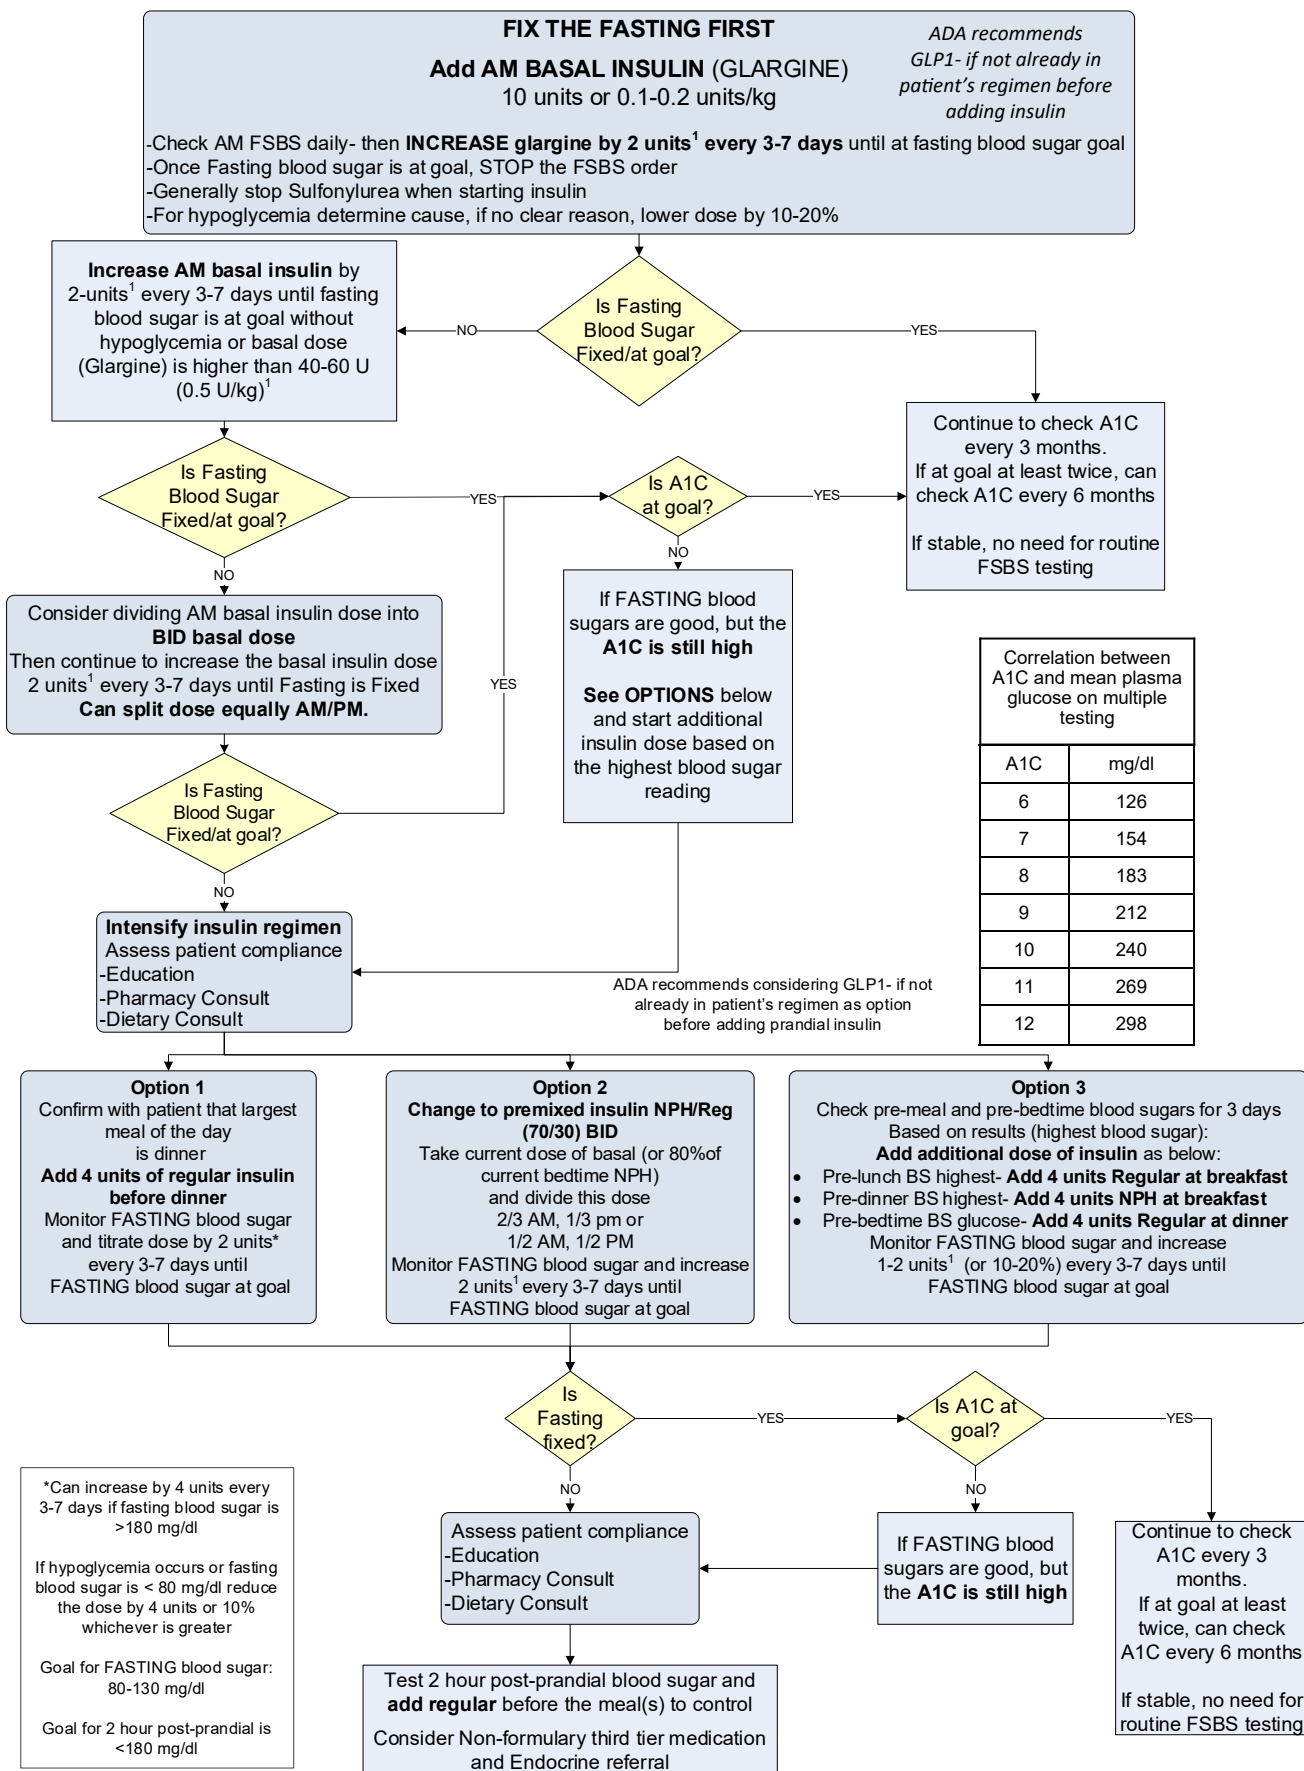 FIX THE FASTING FIRST
Add AM BASAL INSULIN (GLARGINE)
10 units or 0.1-0.2 units/kg
ADA recommends
GLP1- if not already in
patient's regimen before
adding insulin
-Check AM FSBS daily- then INCREASE glargine by 2 units¹ every 3-7 days until at fasting blood sugar goal
-Once Fasting blood sugar is at goal, STOP the FSBS order
-Generally stop Sulfonylurea when starting insulin
-For hypoglycemia determine cause, if no clear reason, lower dose by 10-20%
Increase AM basal insulin by
2-units¹ every 3-7 days until fasting
blood sugar is at goal without
hypoglycemia or basal dose
(Glargine) is higher than 40-60 U
(0.5 U/kg)¹
NO
Is Fasting
Blood Sugar
Fixed/at goal?
YES
Continue to check A1C
every 3 months.
If at goal at least twice, can
check A1C every 6 months
If stable, no need for routine
FSBS testing
Is Fasting
Blood Sugar
Fixed/at goal?
YES
Is A1C
at goal?
YES
NO
NO
Consider dividing AM basal insulin dose into
BID basal dose
Then continue to increase the basal insulin dose
2 units¹ every 3-7 days until Fasting is Fixed
Can split dose equally AM/PM.
YES
If FASTING blood
sugars are good, but the
A1C is still high
See OPTIONS below
and start additional
insulin dose based on
the highest blood sugar
reading
Correlation between
A1C and mean plasma
glucose on multiple
testing
A1C mg/dl
6 126
7 154
8 183
9 212
10 240
11 269
12 298
Is Fasting
Blood Sugar
Fixed/at goal?
NO
Intensify insulin regimen
Assess patient compliance
-Education
-Pharmacy Consult
-Dietary Consult
ADA recommends considering GLP1- if not
already in patient's regimen as option
before adding prandial insulin
Option 1
Confirm with patient that largest
meal of the day
is dinner
Add 4 units of regular insulin
before dinner
Monitor FASTING blood sugar
and titrate dose by 2 units*
every 3-7 days until
FASTING blood sugar at goal
Option 2
Change to premixed insulin NPH/Reg
(70/30) BID
Take current dose of basal (or 80%of
current bedtime NPH)
and divide this dose
2/3 AM, 1/3 pm or
1/2 AM, 1/2 PM
Monitor FASTING blood sugar and increase
2 units¹ every 3-7 days until
FASTING blood sugar at goal
Option 3
Check pre-meal and pre-bedtime blood sugars for 3 days
Based on results (highest blood sugar):
Add additional dose of insulin as below:
• Pre-lunch BS highest- Add 4 units Regular at breakfast
• Pre-dinner BS highest- Add 4 units NPH at breakfast
• Pre-bedtime BS glucose- Add 4 units Regular at dinner
Monitor FASTING blood sugar and increase
1-2 units¹ (or 10-20%) every 3-7 days until
FASTING blood sugar at goal
Is
Fasting
fixed?
YES
Is A1C at
goal?
YES
NO
NO
*Can increase by 4 units every
3-7 days if fasting blood sugar is
>180 mg/dl
If hypoglycemia occurs or fasting
blood sugar is < 80 mg/dl reduce
the dose by 4 units or 10%
whichever is greater
Goal for FASTING blood sugar:
80-130 mg/dl
Goal for 2 hour post-prandial is
<180 mg/dl
Assess patient compliance
-Education
-Pharmacy Consult
-Dietary Consult
If FASTING blood
sugars are good, but
the A1C is still high
Continue to check
A1C every 3
months.
If at goal at least
twice, can check
A1C every 6 months
If stable, no need for
routine FSBS testing
Test 2 hour post-prandial blood sugar and
add regular before the meal(s) to control
Consider Non-formulary third tier medication
and Endocrine referral